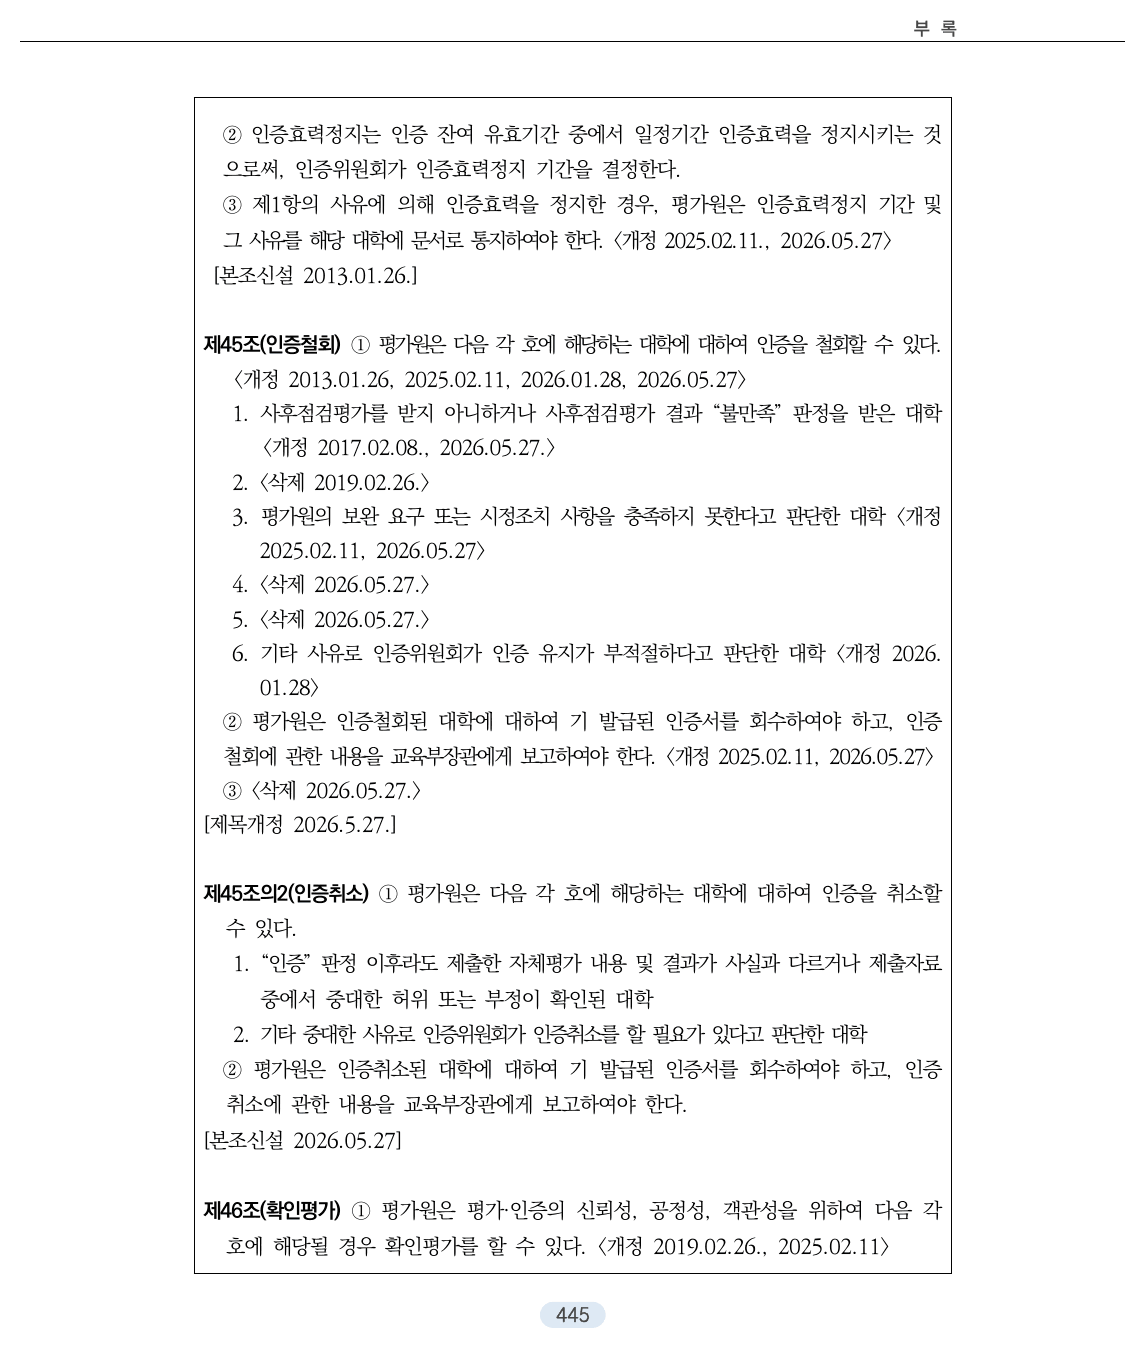 부 록
② 인증효력정지는 인증 잔여 유효기간 중에서 일정기간 인증효력을 정지시키는 것
으로써, 인증위원회가 인증효력정지 기간을 결정한다.
③ 제1항의 사유에 의해 인증효력을 정지한 경우, 평가원은 인증효력정지 기간 및
그 사유를 해당 대학에 문서로 통지하여야 한다. 〈개정 2025.02.11., 2026.05.27〉
[본조신설 2013.01.26.]
제45조(인증철회) ① 평가원은 다음 각 호에 해당하는 대학에 대하여 인증을 철회할 수 있다.
〈개정 2013.01.26, 2025.02.11, 2026.01.28, 2026.05.27〉
1. 사후점검평가를 받지 아니하거나 사후점검평가 결과 “불만족” 판정을 받은 대학
〈개정 2017.02.08., 2026.05.27.〉
2. 〈삭제 2019.02.26.〉
3. 평가원의 보완 요구 또는 시정조치 사항을 충족하지 못한다고 판단한 대학 〈개정
2025.02.11, 2026.05.27〉
4. 〈삭제 2026.05.27.〉
5. 〈삭제 2026.05.27.〉
6. 기타 사유로 인증위원회가 인증 유지가 부적절하다고 판단한 대학 〈개정 2026.
01.28〉
② 평가원은 인증철회된 대학에 대하여 기 발급된 인증서를 회수하여야 하고, 인증
철회에 관한 내용을 교육부장관에게 보고하여야 한다. 〈개정 2025.02.11, 2026.05.27〉
③ 〈삭제 2026.05.27.〉
[제목개정 2026.5.27.]
제45조의2(인증취소) ① 평가원은 다음 각 호에 해당하는 대학에 대하여 인증을 취소할
수 있다.
1. “인증” 판정 이후라도 제출한 자체평가 내용 및 결과가 사실과 다르거나 제출자료
중에서 중대한 허위 또는 부정이 확인된 대학
2. 기타 중대한 사유로 인증위원회가 인증취소를 할 필요가 있다고 판단한 대학
② 평가원은 인증취소된 대학에 대하여 기 발급된 인증서를 회수하여야 하고, 인증
취소에 관한 내용을 교육부장관에게 보고하여야 한다.
[본조신설 2026.05.27]
제46조(확인평가) ① 평가원은 평가·인증의 신뢰성, 공정성, 객관성을 위하여 다음 각
호에 해당될 경우 확인평가를 할 수 있다. 〈개정 2019.02.26., 2025.02.11〉
445